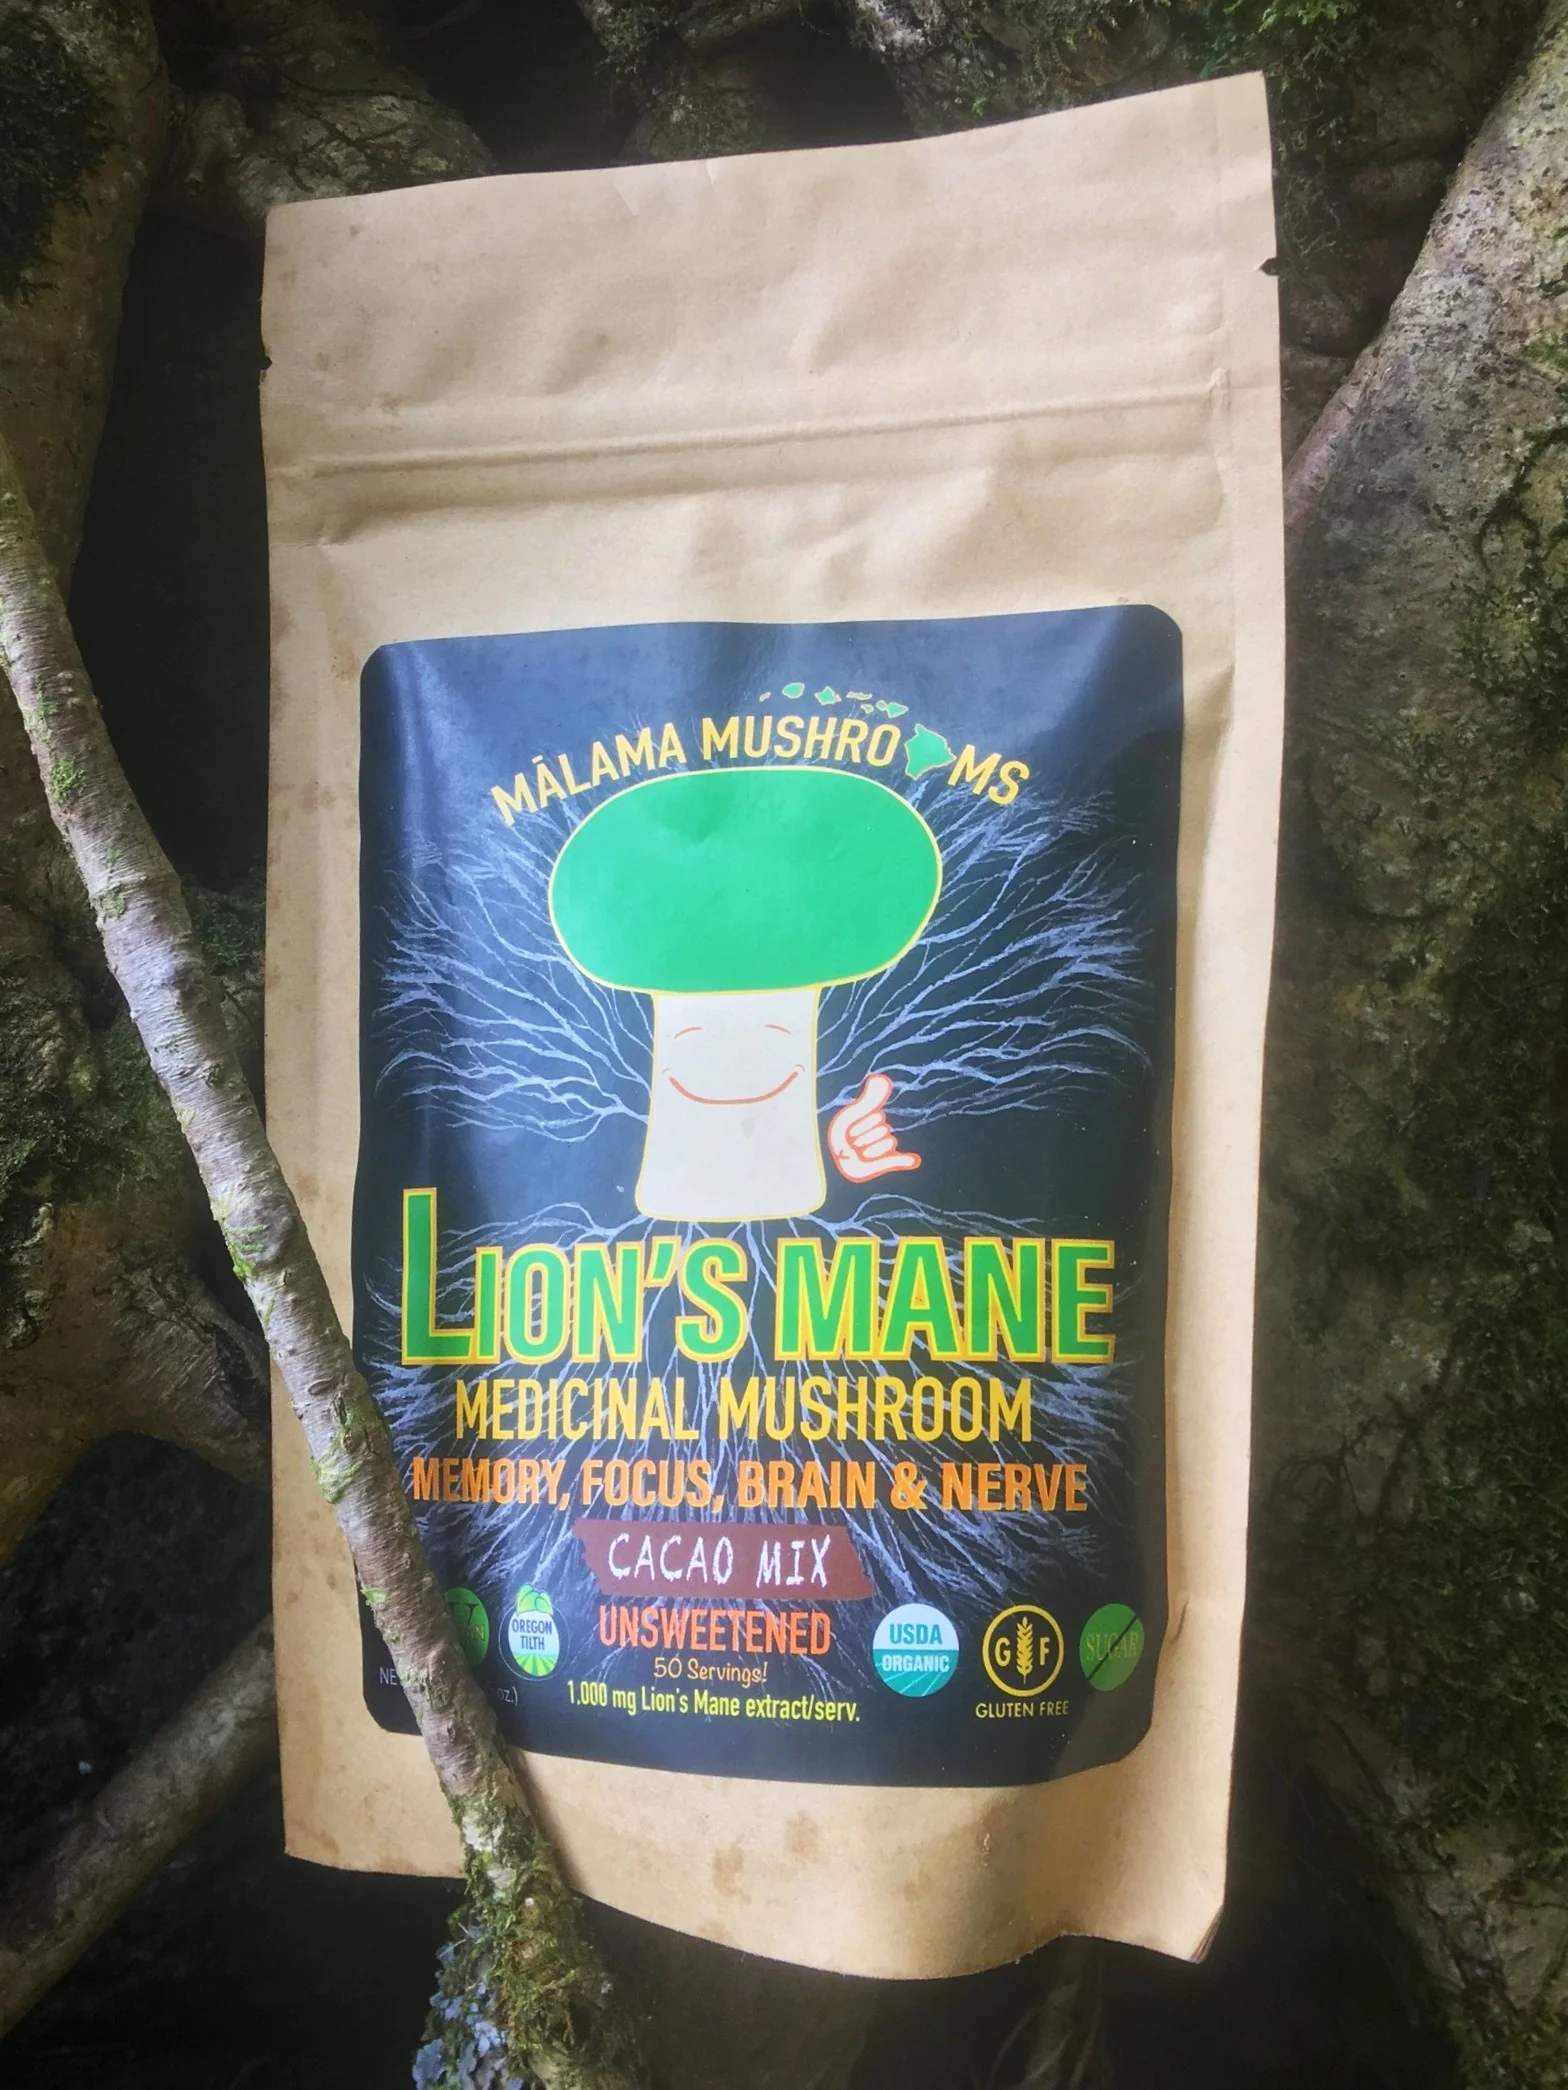 MĀLAMA MUSHROOMS
LION'S MANE
MEDICINAL MUSHROOM
MEMORY, FOCUS, BRAIN & NERVE
CACAO MIX
UNSWEETENED
50 Servings!
1,000 mg Lion's Mane extract/serv.
OREGON
TILTH
USDA
ORGANIC
G F
GLUTEN FREE
SUGAR
oz.)